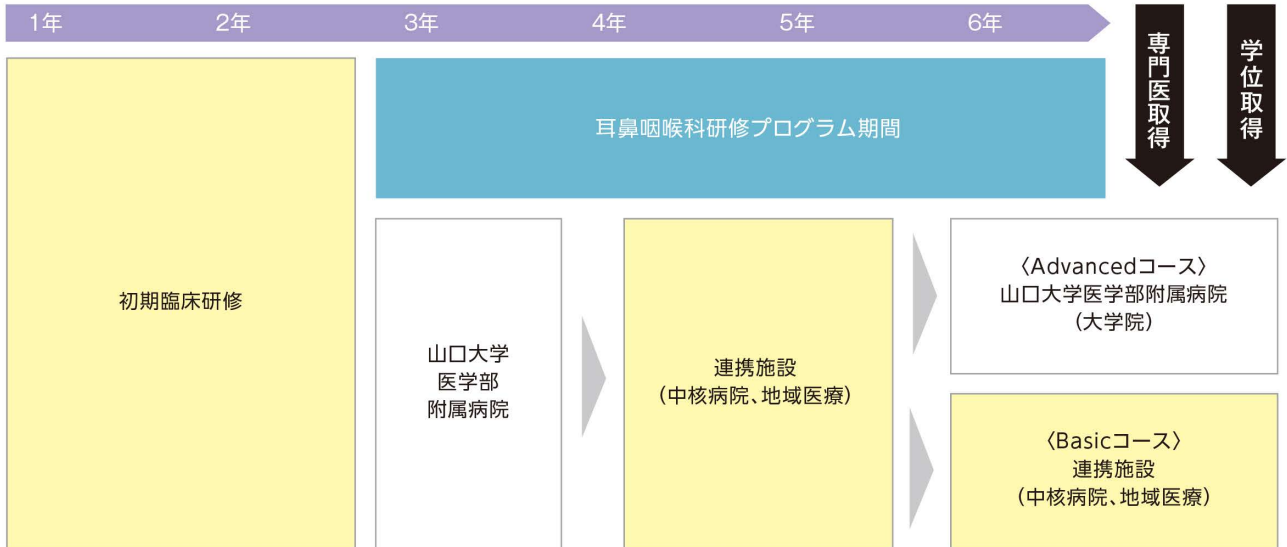 1年
2年
3年
4年
5年
6年
専門医取得
学位取得
耳鼻咽喉科研修プログラム期間
初期臨床研修
山口大学
医学部
附属病院
連携施設
(中核病院、地域医療)
〈Advancedコース〉
山口大学医学部附属病院
(大学院)
〈Basicコース〉
連携施設
(中核病院、地域医療)